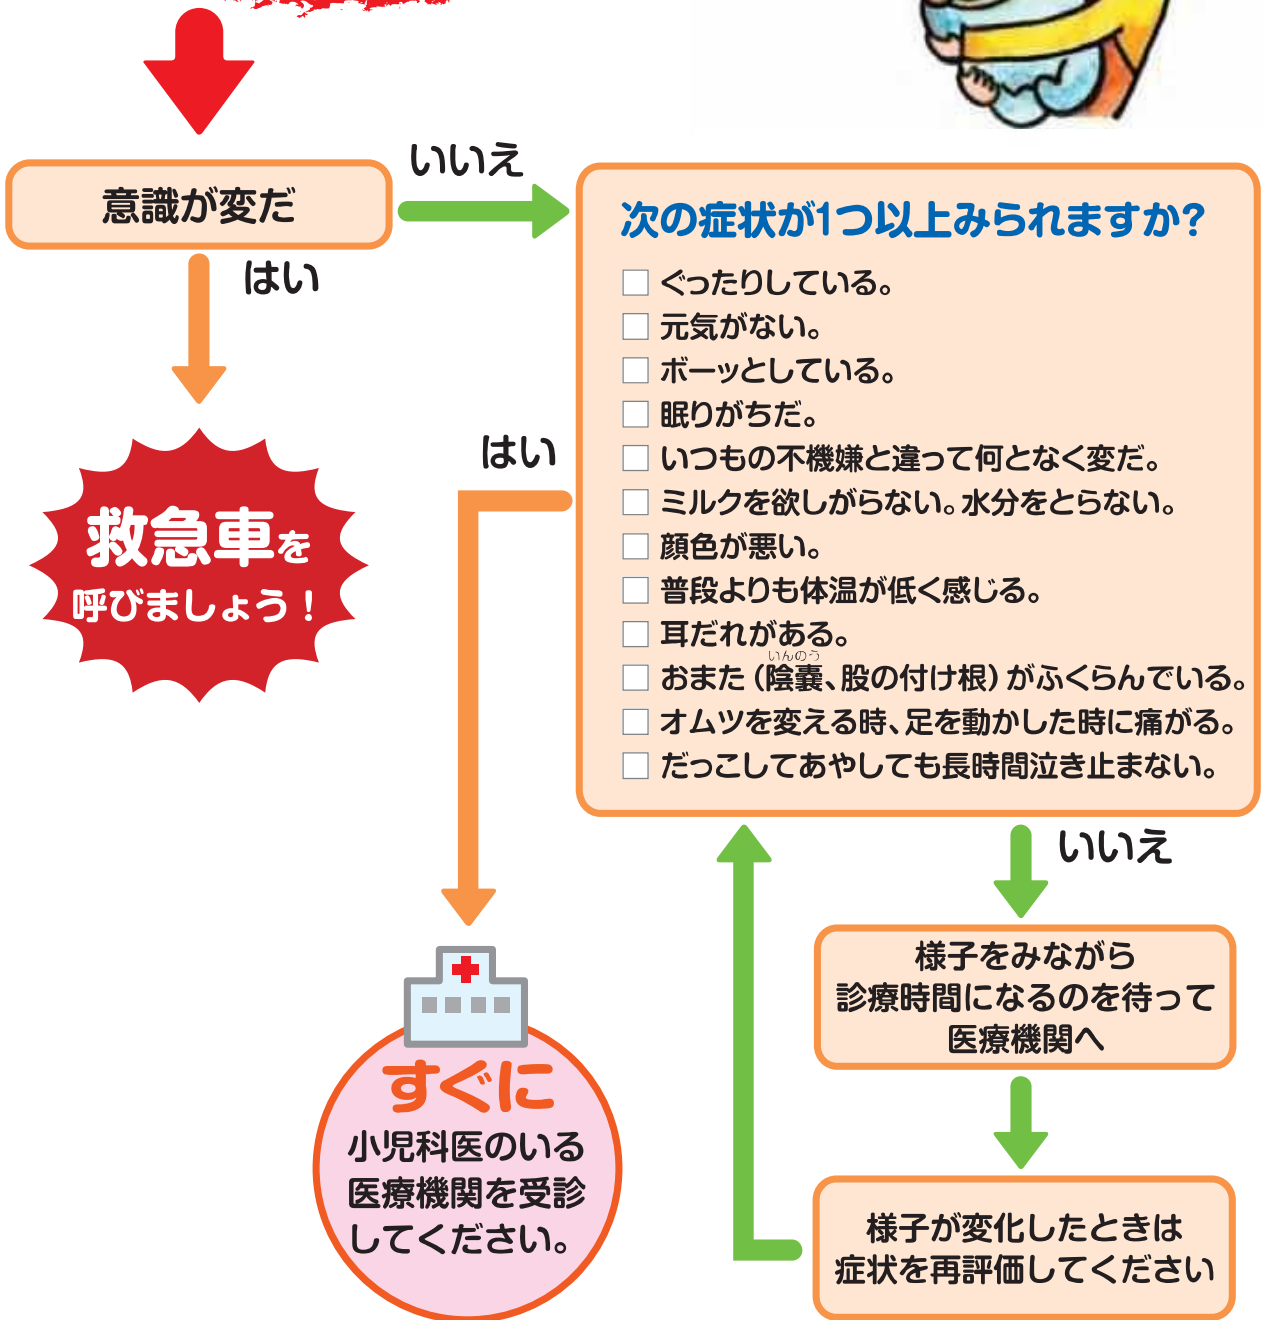 意識が変だ
いいえ
はい
救急車を
呼びましょう！
次の症状が1つ以上みられますか？
ぐったりしている。
元気がない。
ボーッとしている。
眠りがちだ。
いつもの不機嫌と違って何となく変だ。
ミルクを欲しがらない。水分をとらない。
顔色が悪い。
普段よりも体温が低く感じる。
耳だれがある。
いんのう
おまた（陰囊、股の付け根）がふくらんでいる。
オムツを変える時、足を動かした時に痛がる。
だっこしてあやしても長時間泣き止まない。
はい
すぐに
小児科医のいる
医療機関を受診
してください。
いいえ
様子をみながら
診療時間になるのを待って
医療機関へ
様子が変化したときは
症状を再評価してください